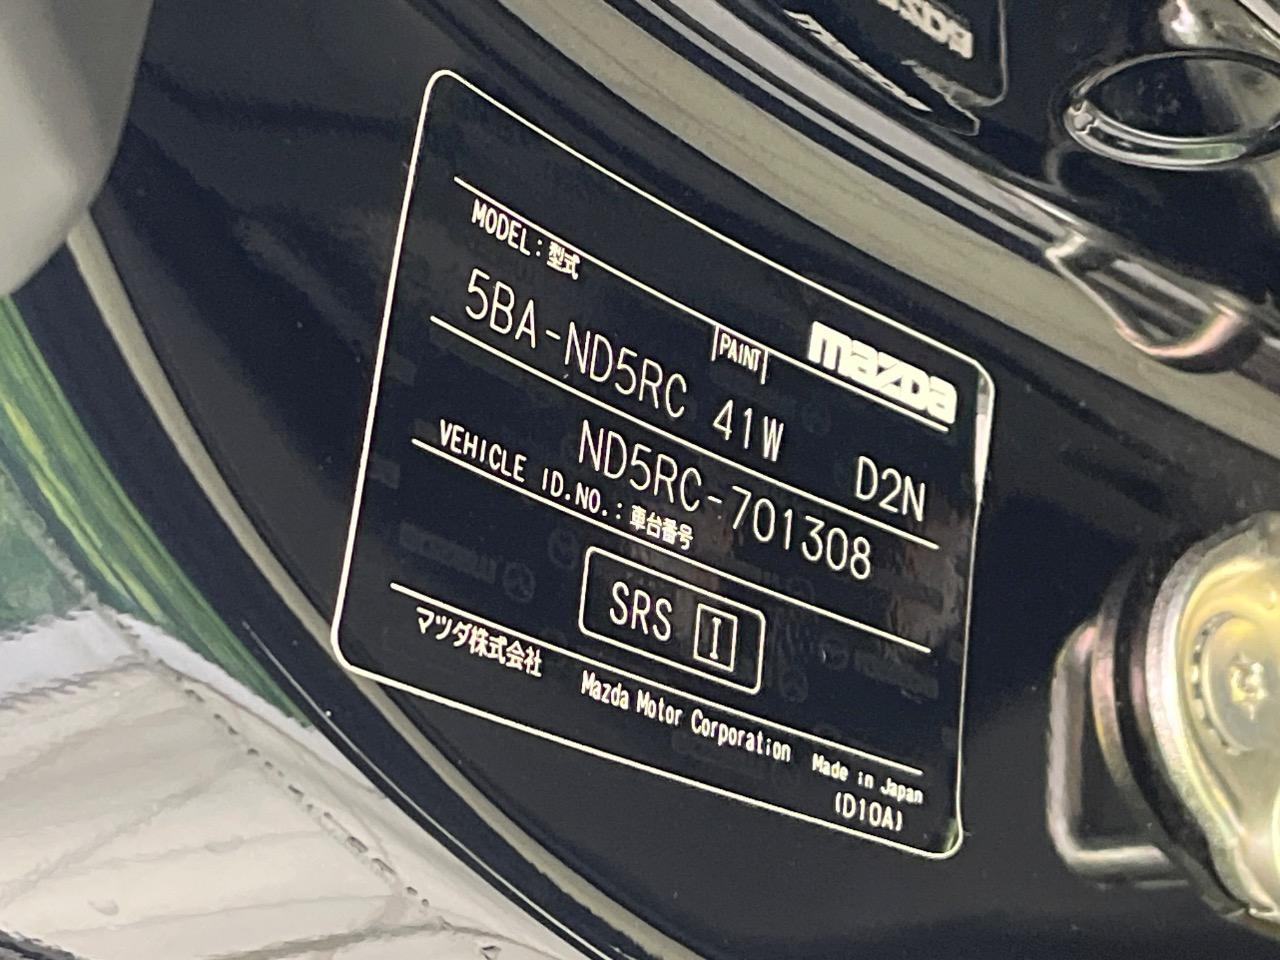 mazda
MODEL:型式
PAINT
5BA-ND5RC 41W D2N
ND5RC-701308
VEHICLE ID.NO.:車台番号
SRS I
マツダ株式会社 Mazda Motor Corporation Made in Japan
(D10A)